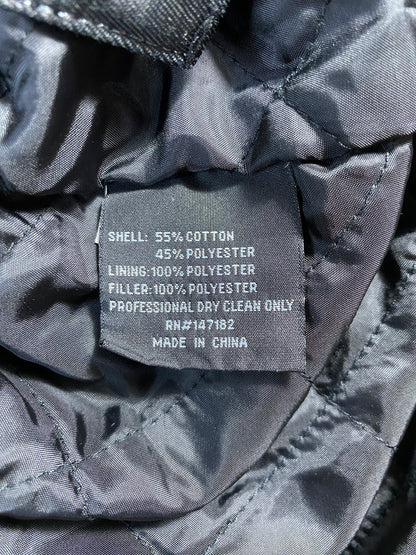 SHELL: 55% COTTON
45% POLYESTER
LINING: 100% POLYESTER
FILLER: 100% POLYESTER
PROFESSIONAL DRY CLEAN ONLY
RN#147182
MADE IN CHINA